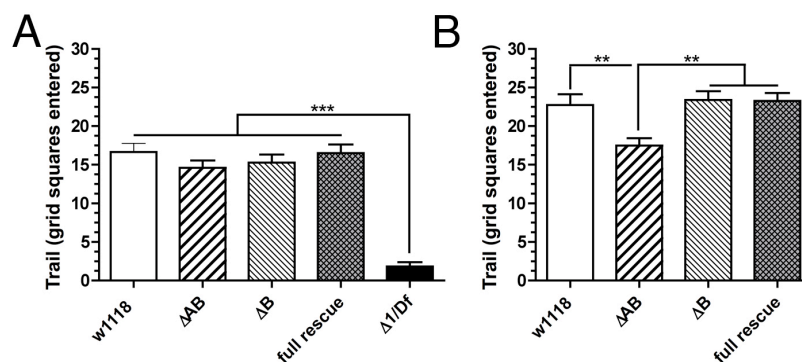 A
B
Trail (grid squares entered)
30
25
20
15
10
5
0
***
w1118
ΔAB
ΔB
full rescue
Δ1/Df
Trail (grid squares entered)
30
25
20
15
10
5
0
**
**
w1118
ΔAB
ΔB
full rescue